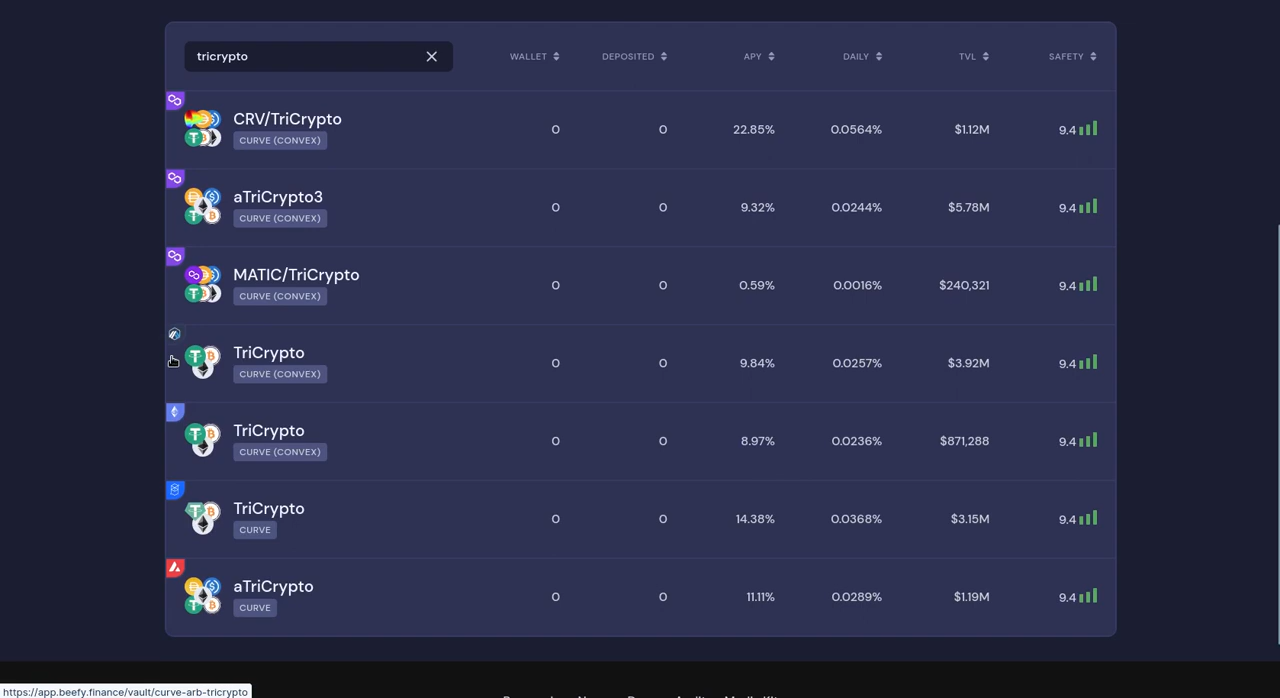 tricrypto
WALLET DEPOSITED APY DAILY TVL SAFETY
CRV/TriCrypto
CURVE (CONVEX)
0 0 22.85% 0.0564% $1.12M 9.4
aTriCrypto3
CURVE (CONVEX)
0 0 9.32% 0.0244% $5.78M 9.4
MATIC/TriCrypto
CURVE (CONVEX)
0 0 0.59% 0.0016% $240,321 9.4
TriCrypto
CURVE (CONVEX)
0 0 9.84% 0.0257% $3.92M 9.4
TriCrypto
CURVE (CONVEX)
0 0 8.97% 0.0236% $871,288 9.4
TriCrypto
CURVE
0 0 14.38% 0.0368% $3.15M 9.4
aTriCrypto
CURVE
0 0 11.11% 0.0289% $1.19M 9.4
https://app.beefy.finance/vault/curve-arb-tricrypto